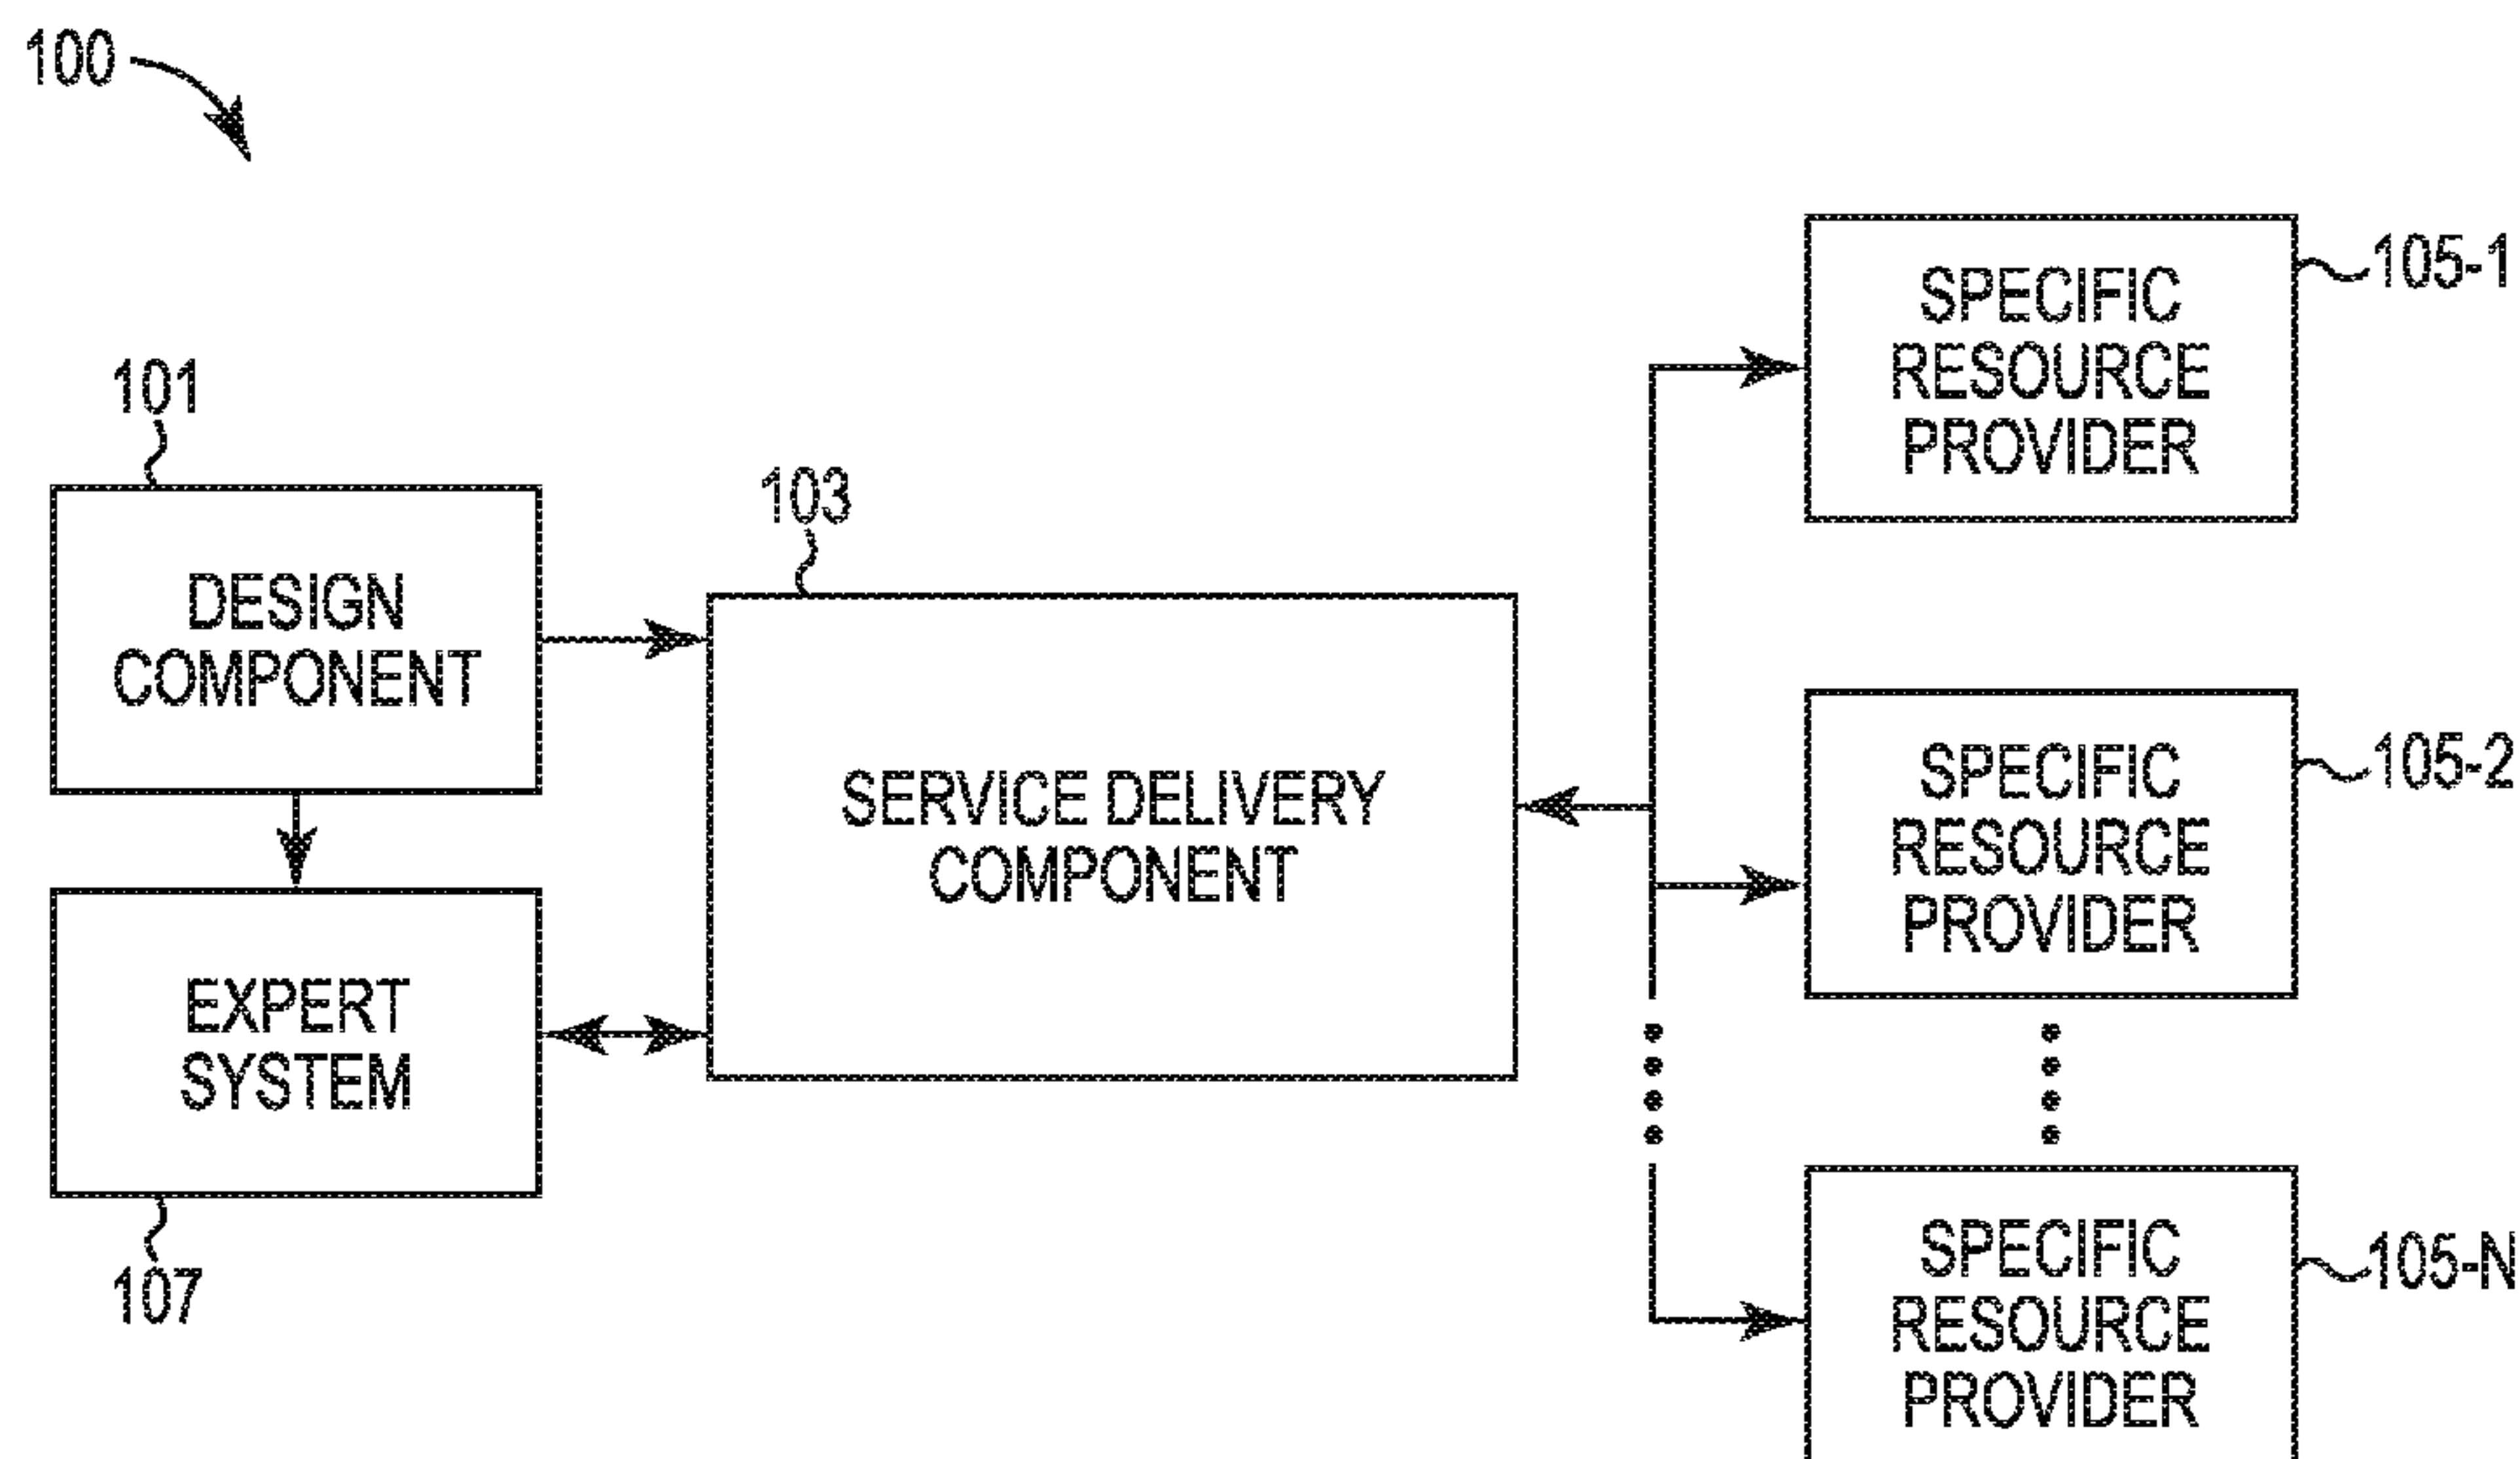 100
101
DESIGN
COMPONENT
EXPERT
SYSTEM
107
103
SERVICE DELIVERY
COMPONENT
SPECIFIC
RESOURCE
PROVIDER
105-1
SPECIFIC
RESOURCE
PROVIDER
105-2
SPECIFIC
RESOURCE
PROVIDER
105-N